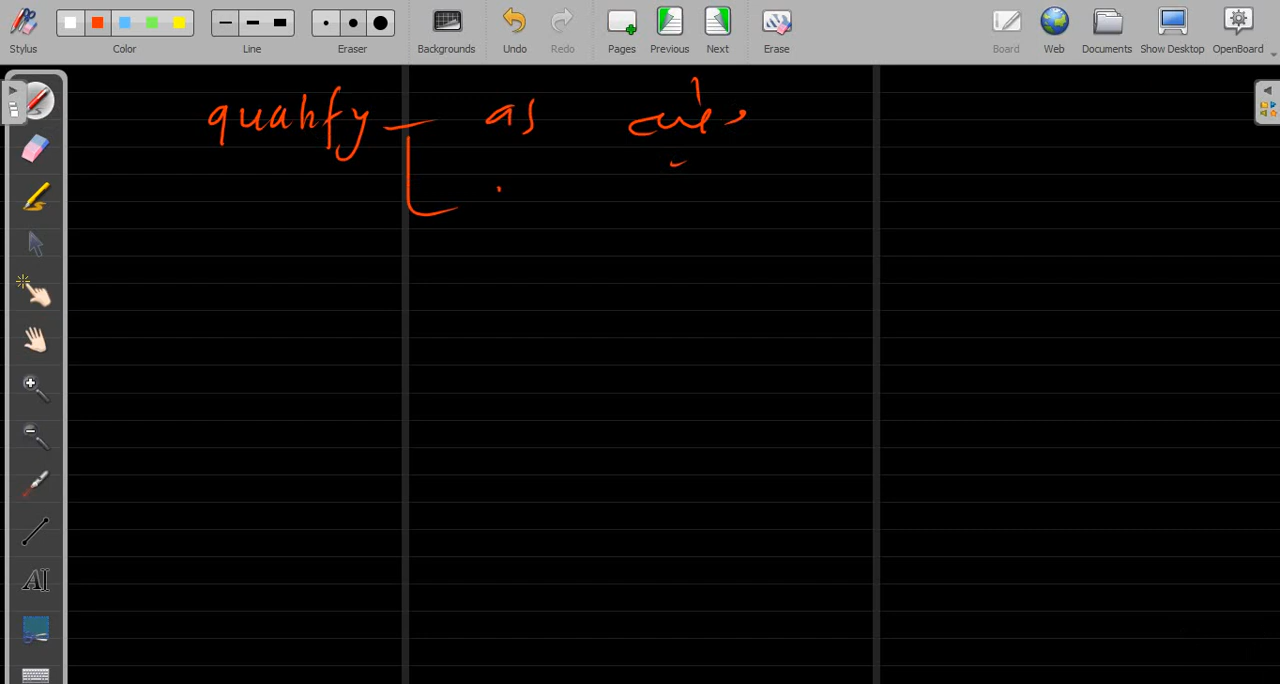 Stylus
Color
Line
Eraser
Backgrounds
Undo
Redo
Pages
Previous
Next
Erase
Board
Web
Documents
Show Desktop
OpenBoard
quahfy as
AI